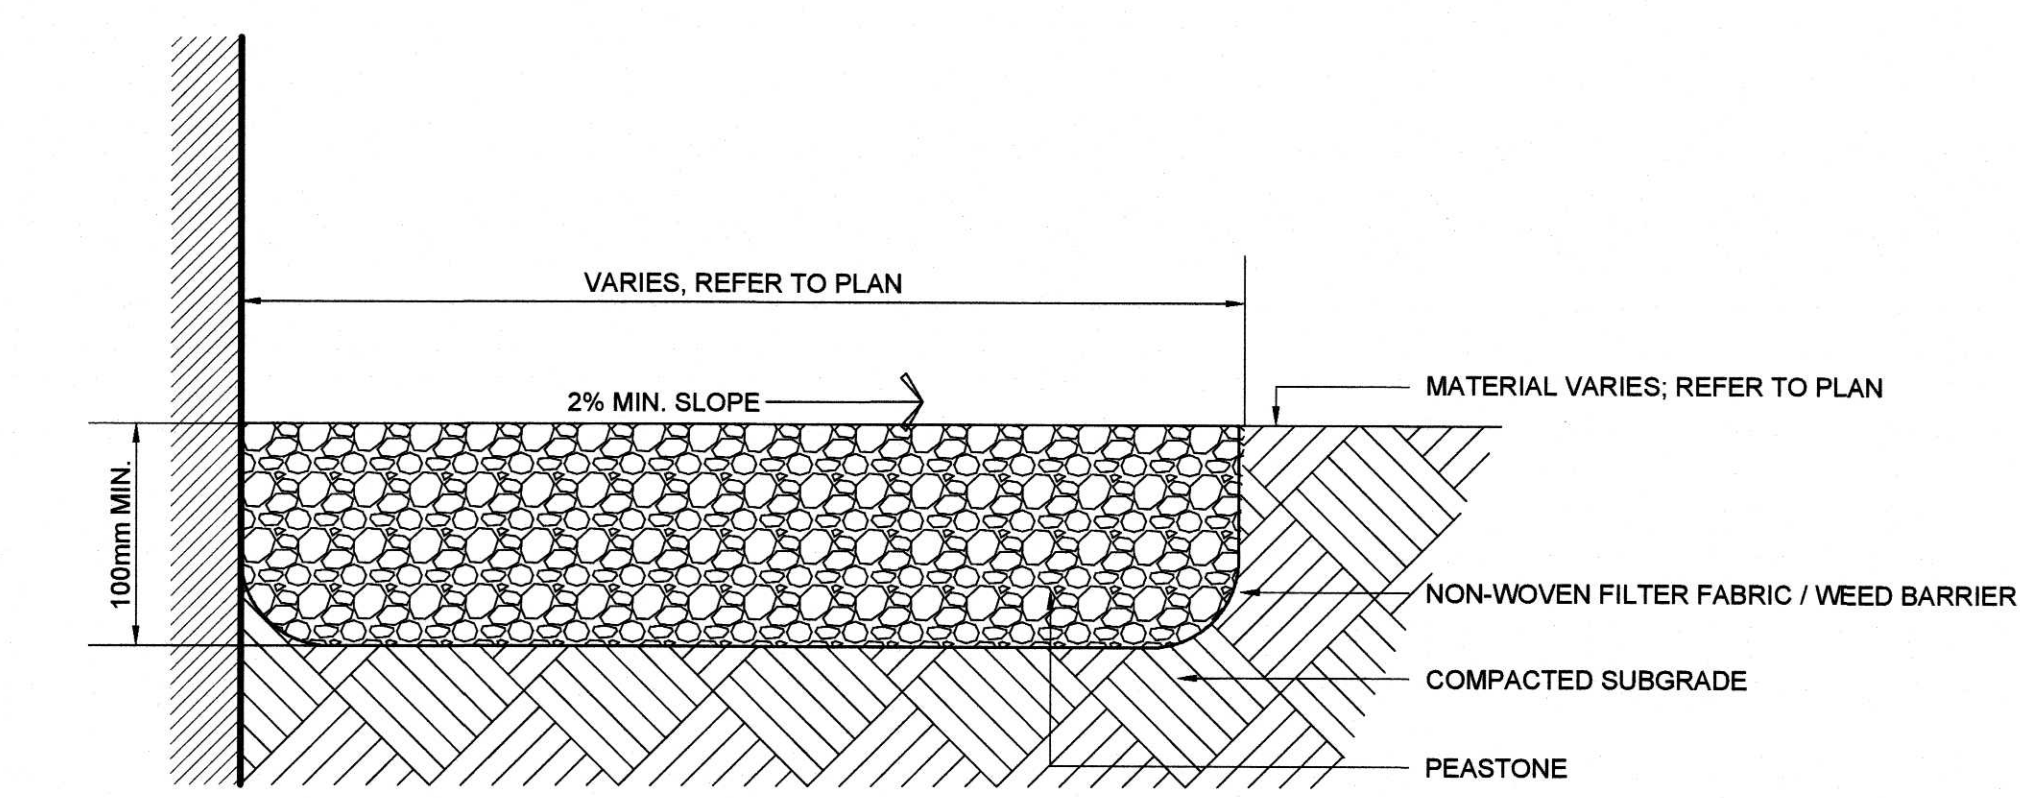 VARIES, REFER TO PLAN
MATERIAL VARIES; REFER TO PLAN
2% MIN. SLOPE
100mm MIN.
NON-WOVEN FILTER FABRIC / WEED BARRIER
COMPACTED SUBGRADE
PEASTONE